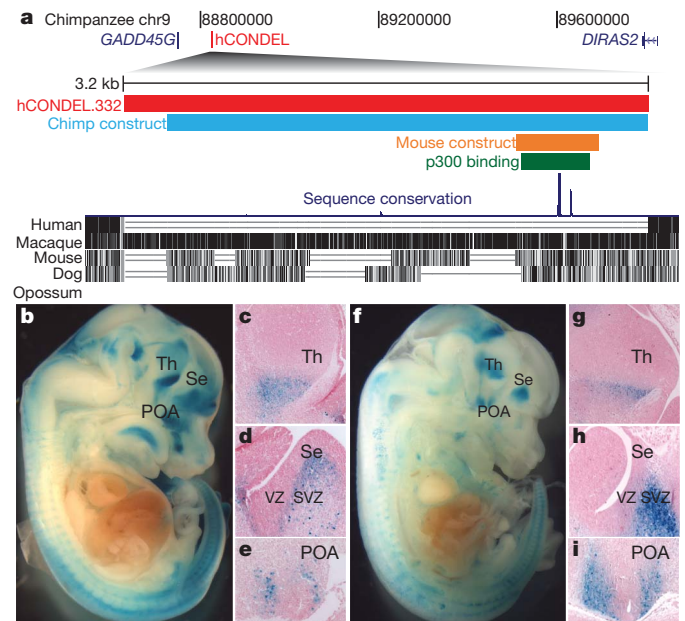 a Chimpanzee chr9 |88800000 |89200000 |89600000
GADD45G hCONDEL DIRAS2
3.2 kb
hCONDEL.332
Chimp construct
Mouse construct
p300 binding
Sequence conservation
Human
Macaque
Mouse
Dog
Opossum
b Th Se POA
c Th
d Se VZ SVZ
e POA
f Th Se POA
g Th
h Se VZ SVZ
i POA